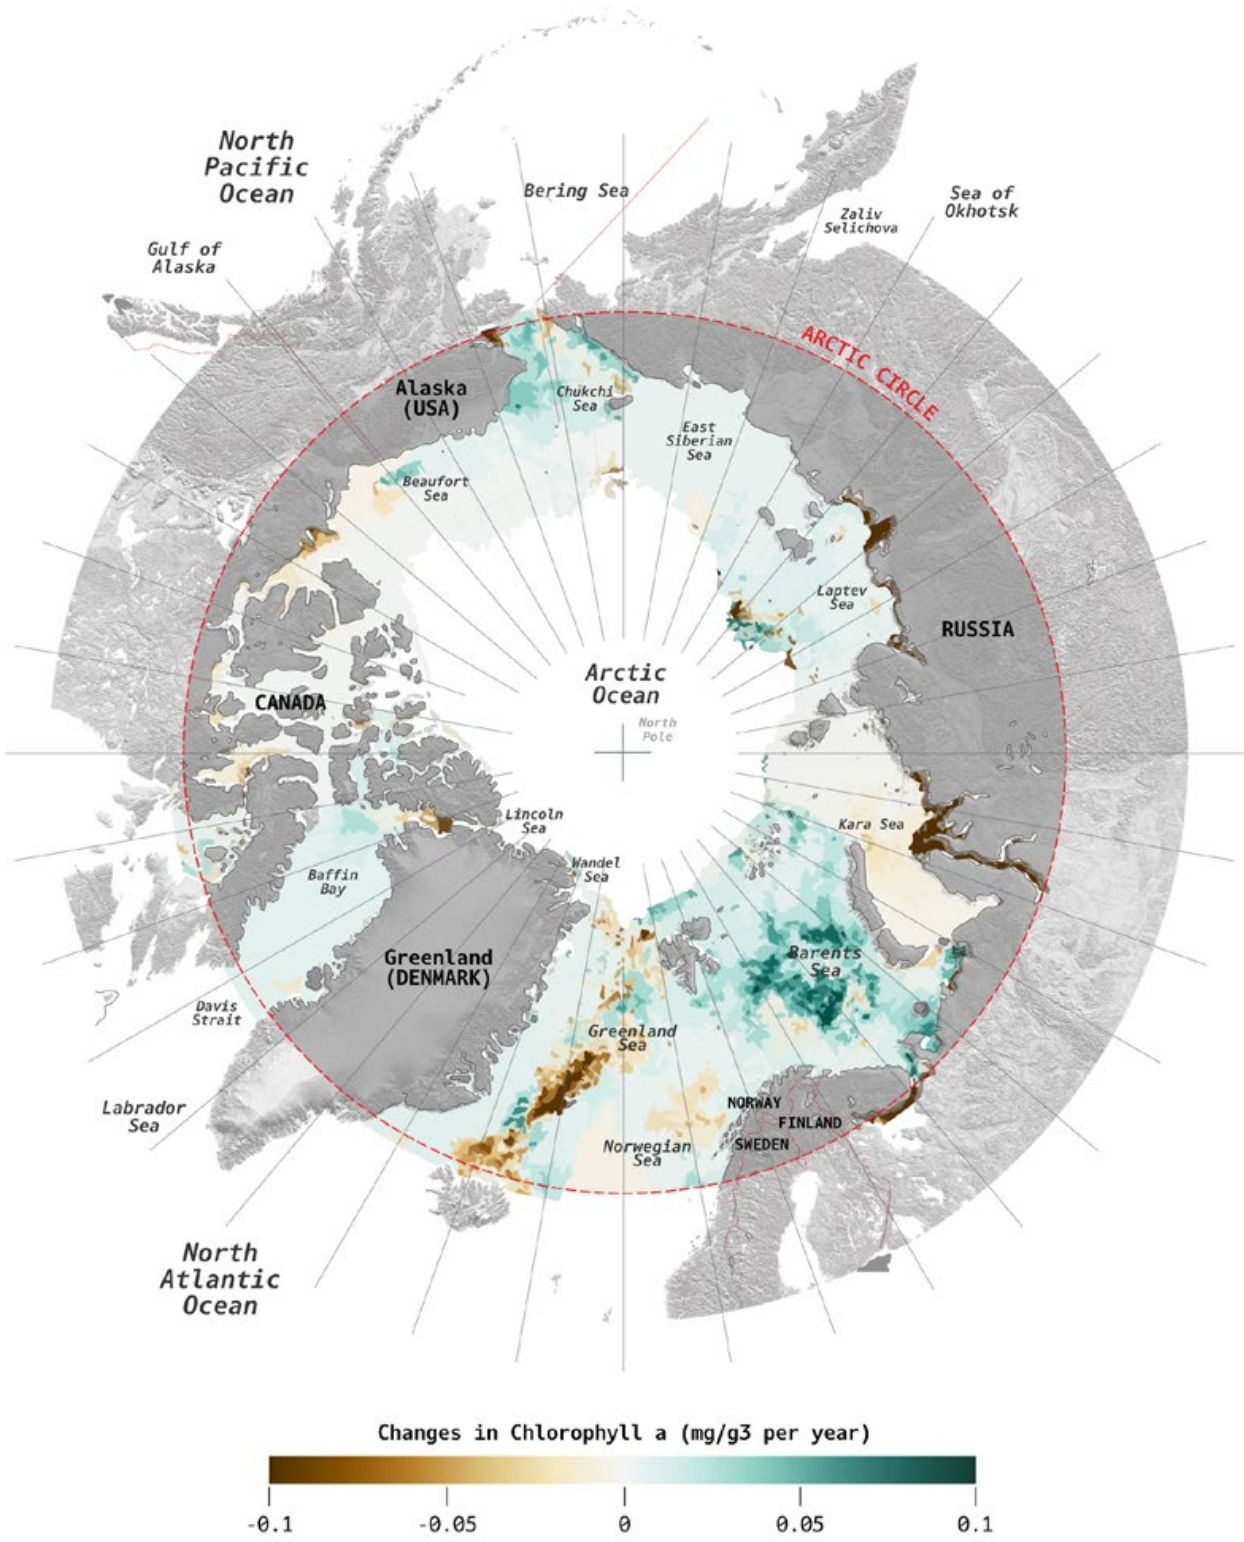 North
Pacific
Ocean
Bering Sea
Sea of
Okhotsk
Zaliv
Selichova
Gulf of
Alaska
ARCTIC CIRCLE
Alaska
(USA)
Chukchi
Sea
East
Siberian
Sea
Beaufort
Sea
Laptev
Sea
RUSSIA
Arctic
Ocean
CANADA
North
Pole
Lincoln
Sea
Kara Sea
Wandel
Sea
Baffin
Bay
Greenland
(DENMARK)
Barents
Sea
Davis
Strait
Greenland
Sea
Labrador
Sea
NORWAY
FINLAND
SWEDEN
Norwegian
Sea
North
Atlantic
Ocean
Changes in Chlorophyll a (mg/g3 per year)
-0.1
-0.05
0
0.05
0.1